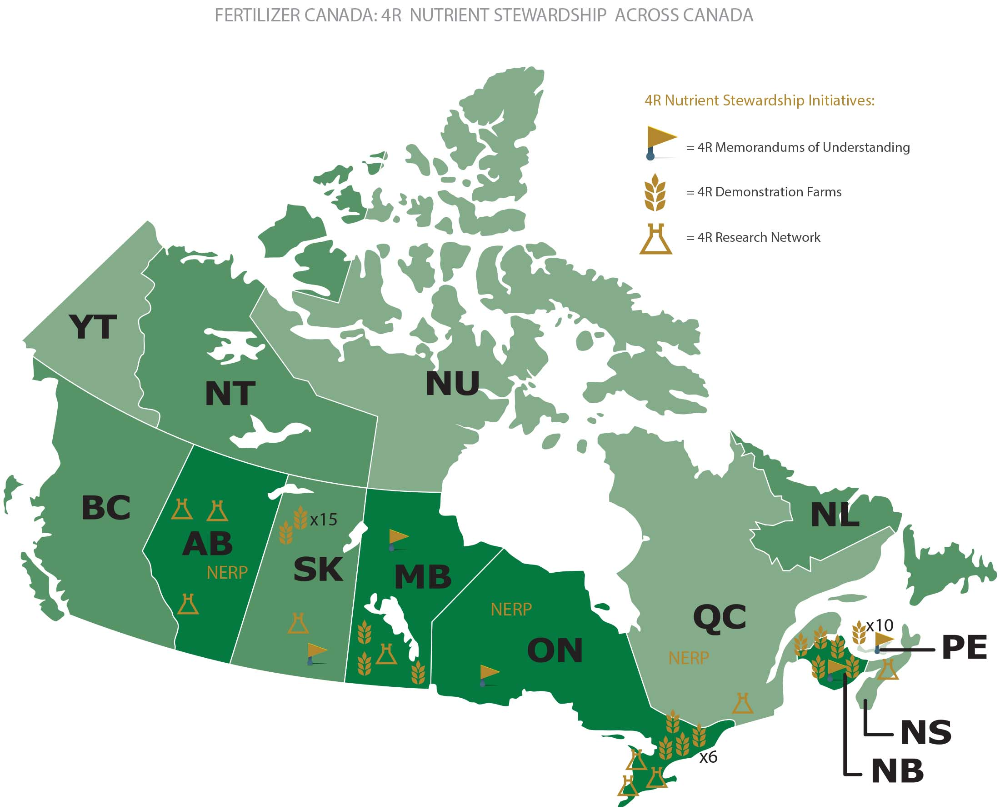 FERTILIZER CANADA: 4R NUTRIENT STEWARDSHIP ACROSS CANADA
4R Nutrient Stewardship Initiatives:
= 4R Memorandums of Understanding
= 4R Demonstration Farms
= 4R Research Network
YT
NT
NU
BC
AB
NERP
x15
SK
MB
NERP
ON
QC
NERP
NL
x10
PE
NS
NB
x6